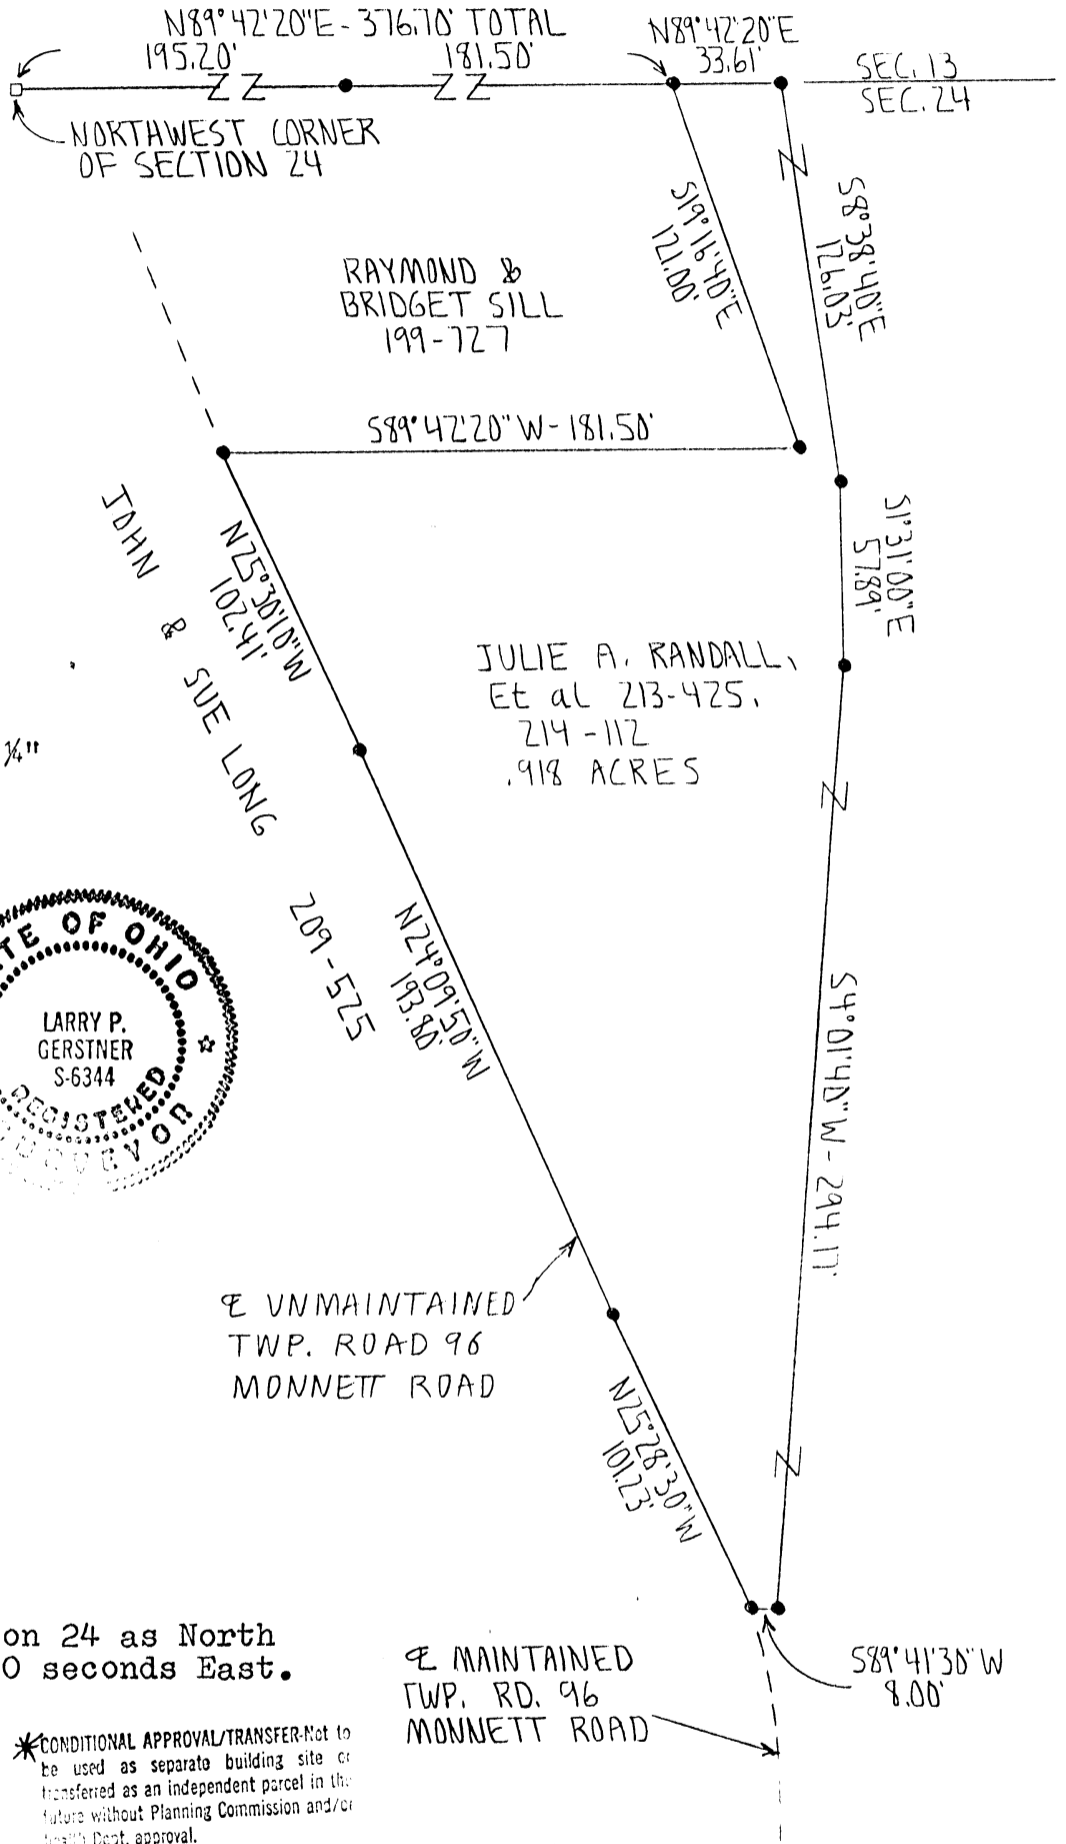 N89°42'20"E - 376.70' TOTAL
195.20'
181.50'
N89°42'20"E
33.61'
SEC. 13
SEC. 24
NORTHWEST CORNER
OF SECTION 24
S19°16'40"E
121.00'
S8°38'40"E
126.03'
RAYMOND &
BRIDGET SILL
199-727
S89°42'20"W - 181.50'
JOHN & SUE LONG 209-525
N25°30'10"W
102.41'
S1°31'00"E
57.89'
JULIE A. RANDALL,
Et al 213-425,
214-112
.918 ACRES
¼"
N24°09'50"W
193.80'
OF OHIO
LARRY P.
GERSTNER
S-6344
REGISTERED
S4°01'40"W - 294.17'
℄ UNMAINTAINED
TWP. ROAD 96
MONNETT ROAD
N25°28'30"W
101.23'
on 24 as North
0 seconds East.
℄ MAINTAINED
TWP. RD. 96
MONNETT ROAD
S89°41'30"W
8.00'
*CONDITIONAL APPROVAL/TRANSFER-Not to
be used as separate building site or
transferred as an independent parcel in the
future without Planning Commission and/or
Health Dept. approval.